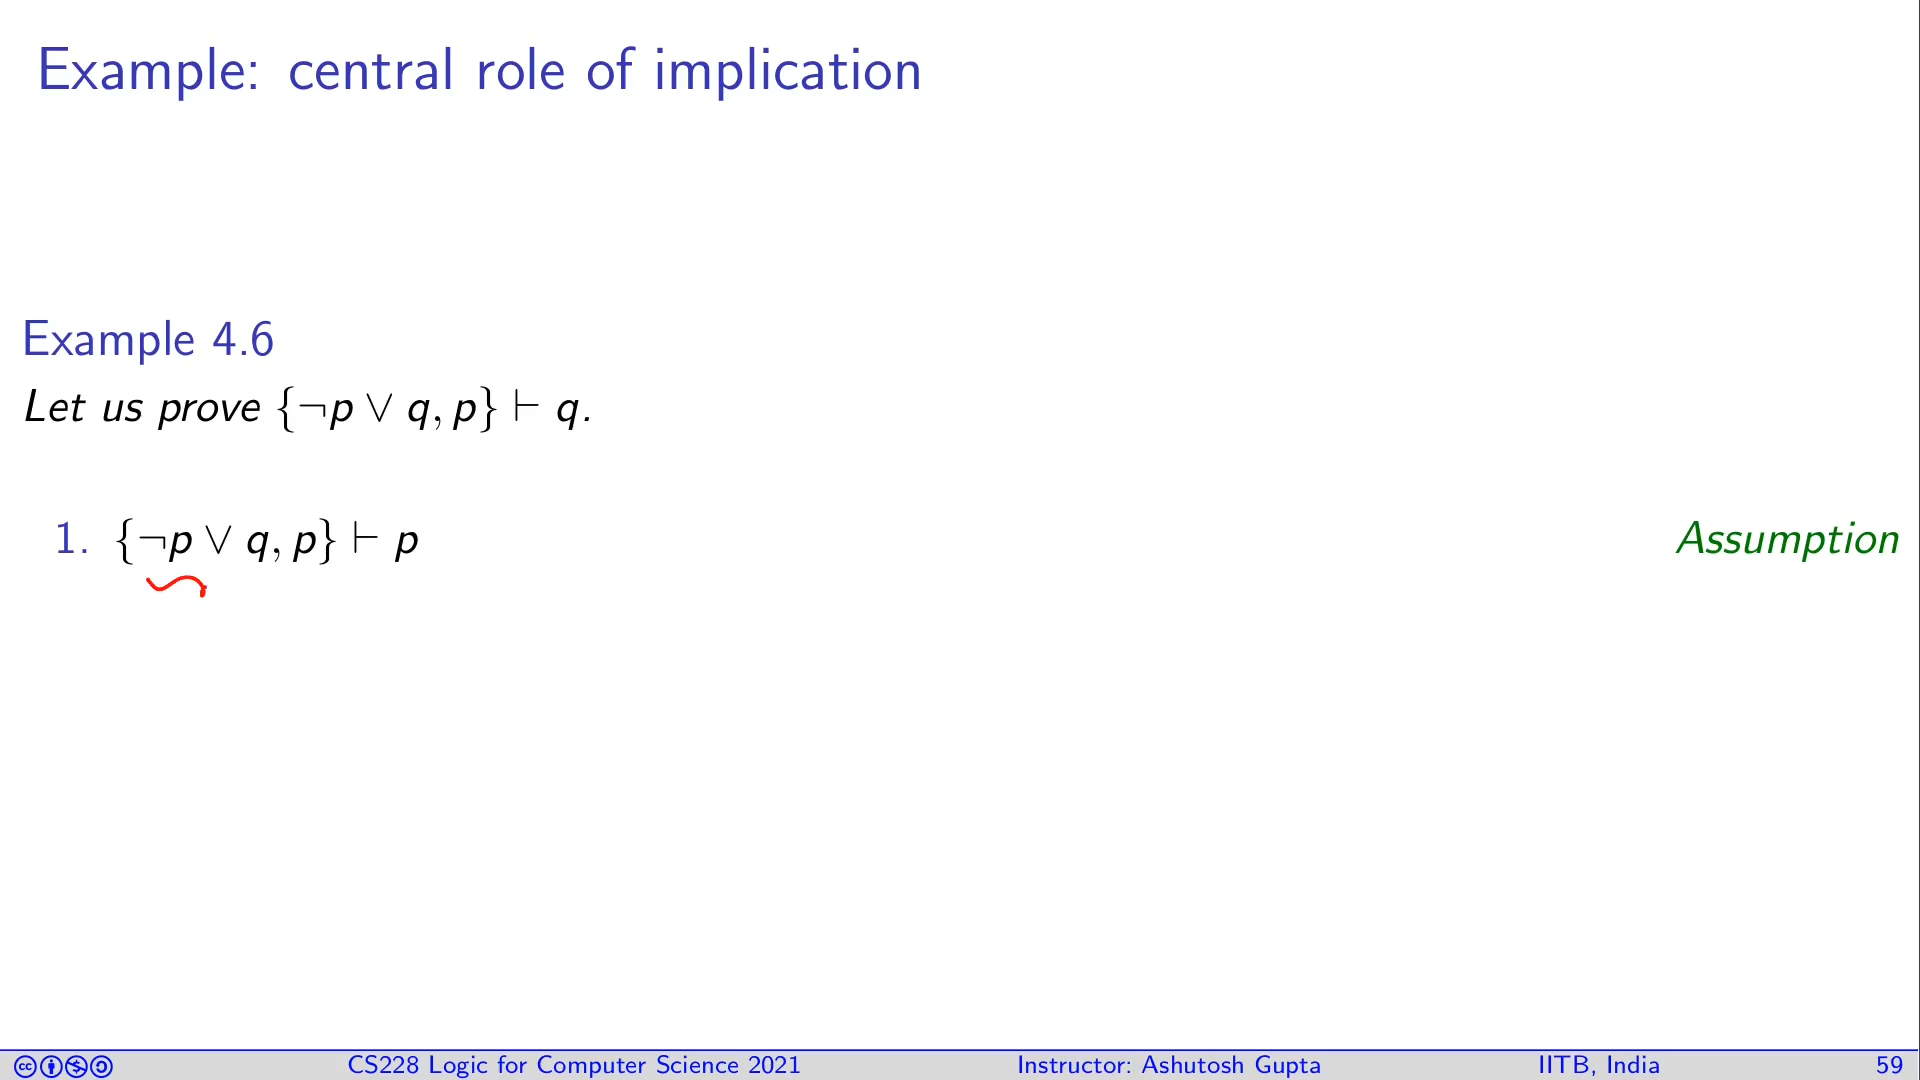 Example: central role of implication
Example 4.6
Let us prove {¬p ∨ q, p} ⊢ q.
1. {¬p ∨ q, p} ⊢ p Assumption
CS228 Logic for Computer Science 2021 Instructor: Ashutosh Gupta IITB, India 59